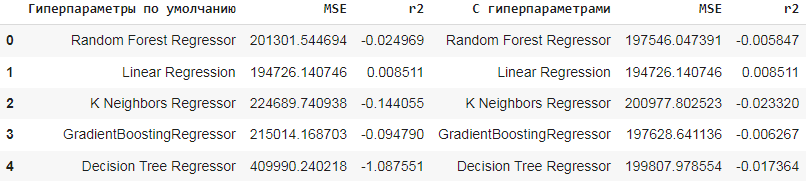 Гиперпараметры по умолчанию MSE r2 С гиперпараметрами MSE r2
0 Random Forest Regressor 201301.544694 -0.024969 Random Forest Regressor 197546.047391 -0.005847
1 Linear Regression 194726.140746 0.008511 Linear Regression 194726.140746 0.008511
2 K Neighbors Regressor 224689.740938 -0.144055 K Neighbors Regressor 200977.802523 -0.023320
3 GradientBoostingRegressor 215014.168703 -0.094790 GradientBoostingRegressor 197628.641136 -0.006267
4 Decision Tree Regressor 409990.240218 -1.087551 Decision Tree Regressor 199807.978554 -0.017364